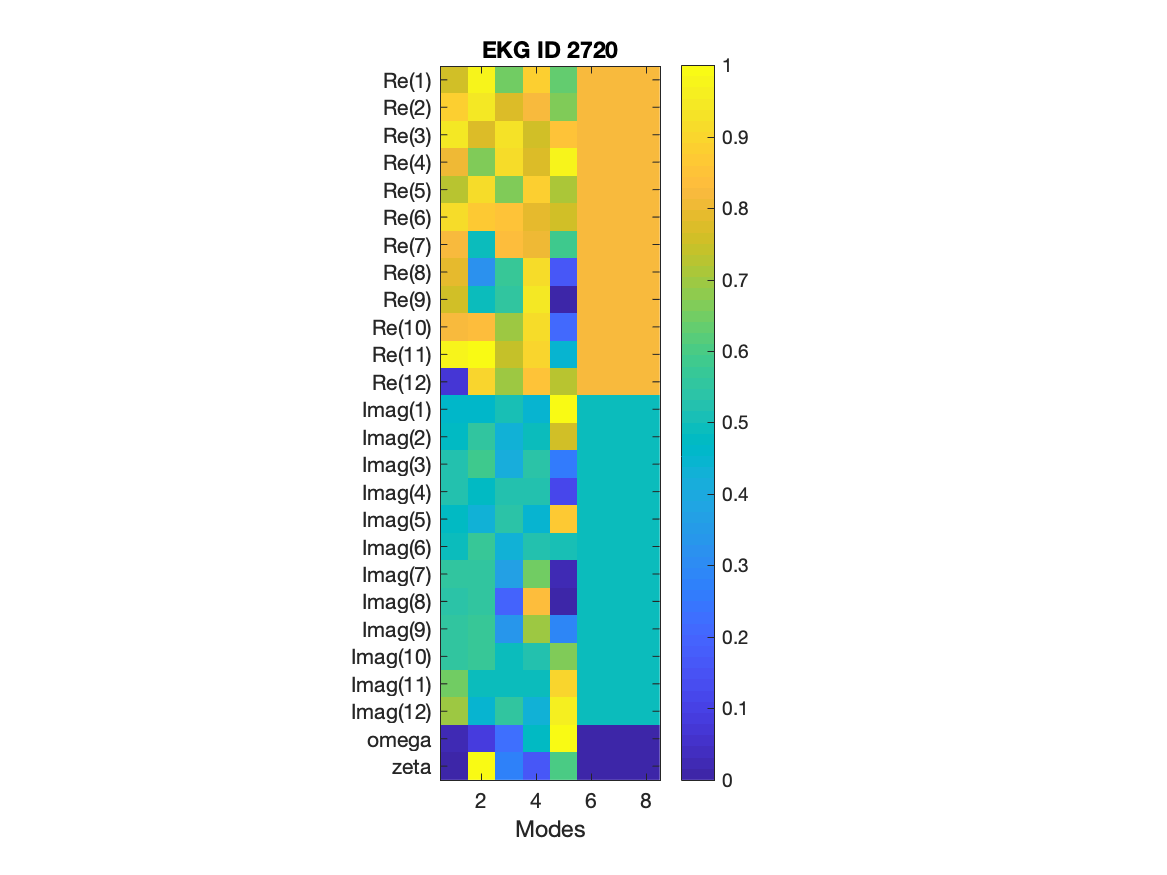 EKG ID 2720
Re(1)
Re(2)
Re(3)
Re(4)
Re(5)
Re(6)
Re(7)
Re(8)
Re(9)
Re(10)
Re(11)
Re(12)
Imag(1)
Imag(2)
Imag(3)
Imag(4)
Imag(5)
Imag(6)
Imag(7)
Imag(8)
Imag(9)
Imag(10)
Imag(11)
Imag(12)
omega
zeta
2 4 6 8
Modes
1
0.9
0.8
0.7
0.6
0.5
0.4
0.3
0.2
0.1
0